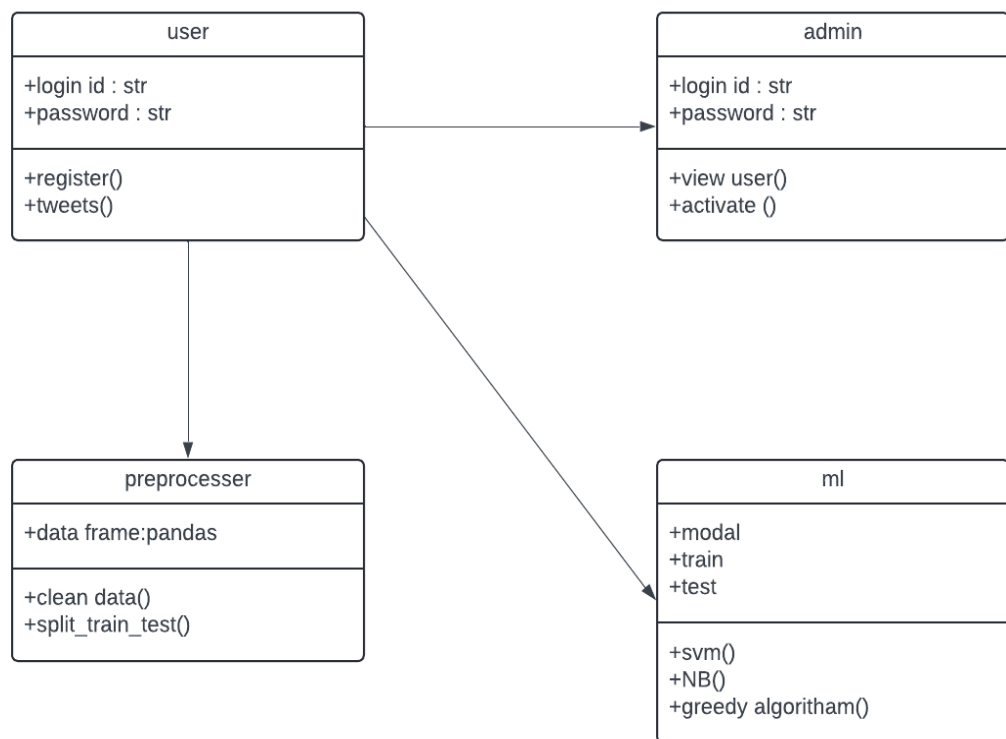 user
+login id : str
+password : str
+register()
+tweets()
admin
+login id : str
+password : str
+view user()
+activate ()
preprocesser
+data frame:pandas
+clean data()
+split_train_test()
ml
+modal
+train
+test
+svm()
+NB()
+greedy algoritham()